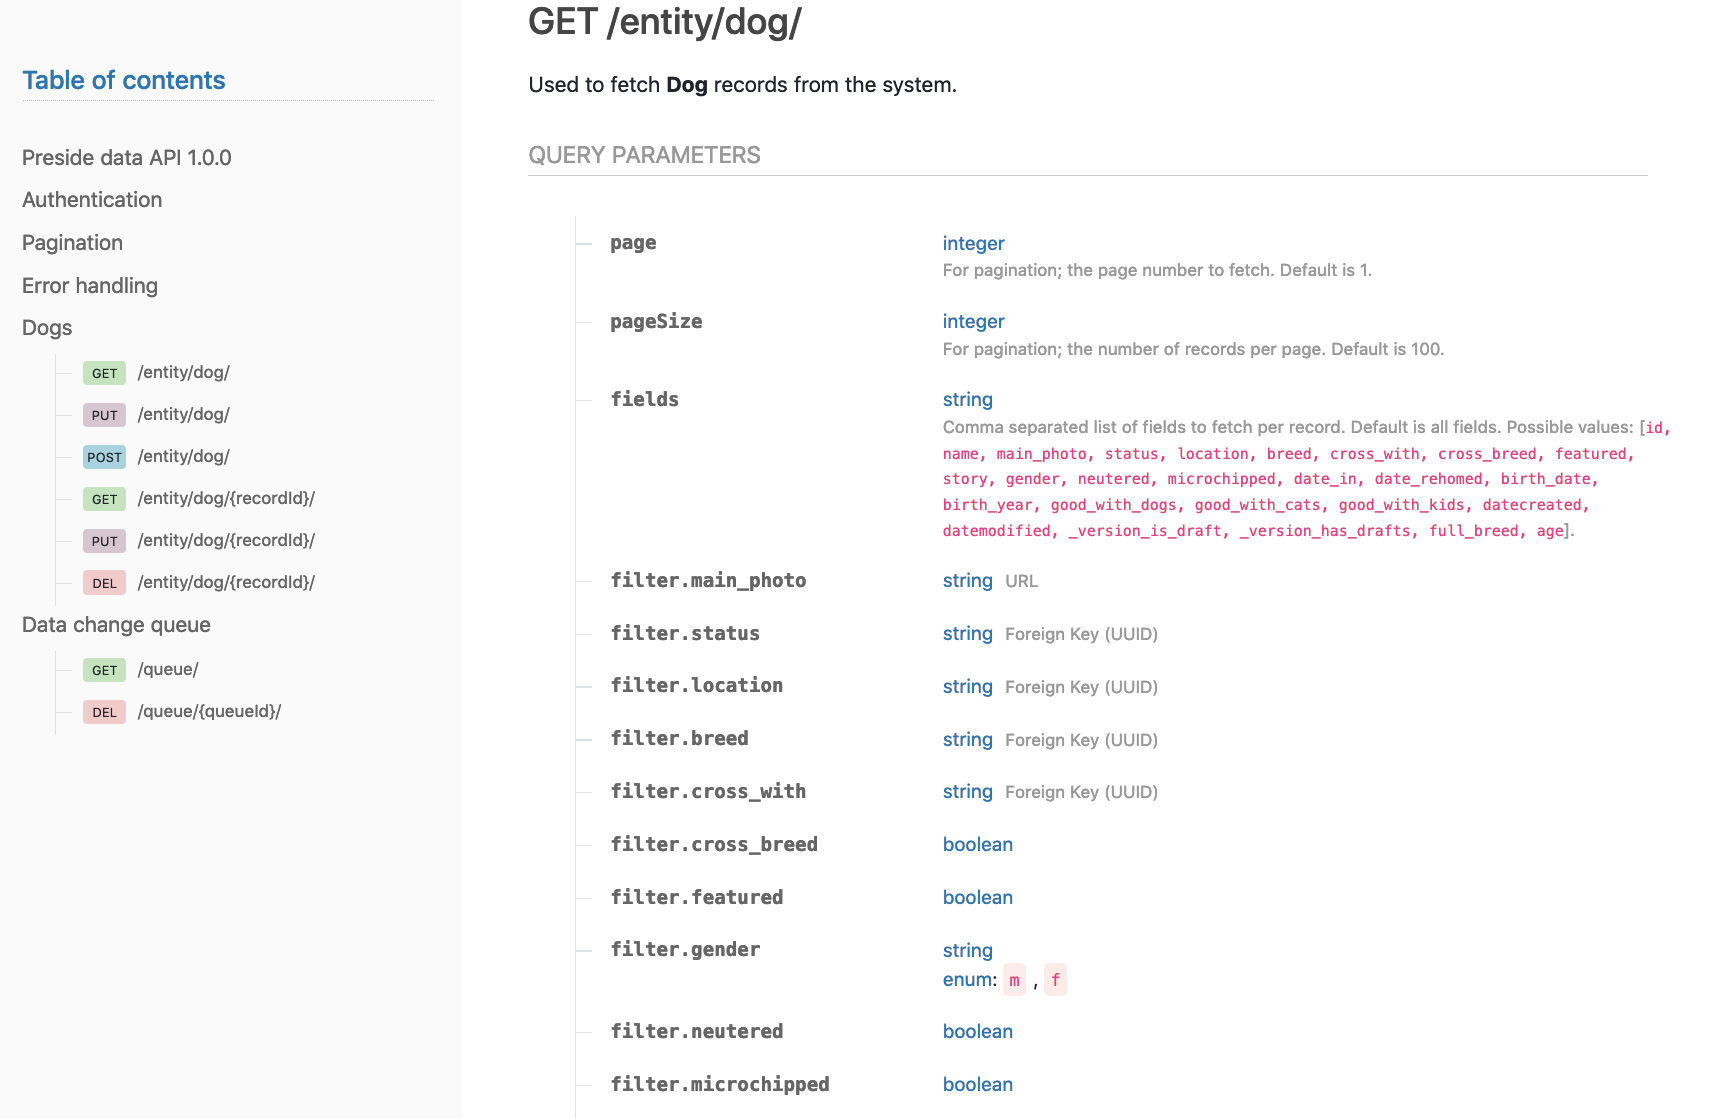 Table of contents
Preside data API 1.0.0
Authentication
Pagination
Error handling
Dogs
GET /entity/dog/
PUT /entity/dog/
POST /entity/dog/
GET /entity/dog/{recordId}/
PUT /entity/dog/{recordId}/
DEL /entity/dog/{recordId}/
Data change queue
GET /queue/
DEL /queue/{queueId}/
GET /entity/dog/
Used to fetch Dog records from the system.
QUERY PARAMETERS
page integer
For pagination; the page number to fetch. Default is 1.
pageSize integer
For pagination; the number of records per page. Default is 100.
fields string
Comma separated list of fields to fetch per record. Default is all fields. Possible values: [id,
name, main_photo, status, location, breed, cross_with, cross_breed, featured,
story, gender, neutered, microchipped, date_in, date_rehomed, birth_date,
birth_year, good_with_dogs, good_with_cats, good_with_kids, datecreated,
datemodified, _version_is_draft, _version_has_drafts, full_breed, age].
filter.main_photo string URL
filter.status string Foreign Key (UUID)
filter.location string Foreign Key (UUID)
filter.breed string Foreign Key (UUID)
filter.cross_with string Foreign Key (UUID)
filter.cross_breed boolean
filter.featured boolean
filter.gender string
enum: m , f
filter.neutered boolean
filter.microchipped boolean